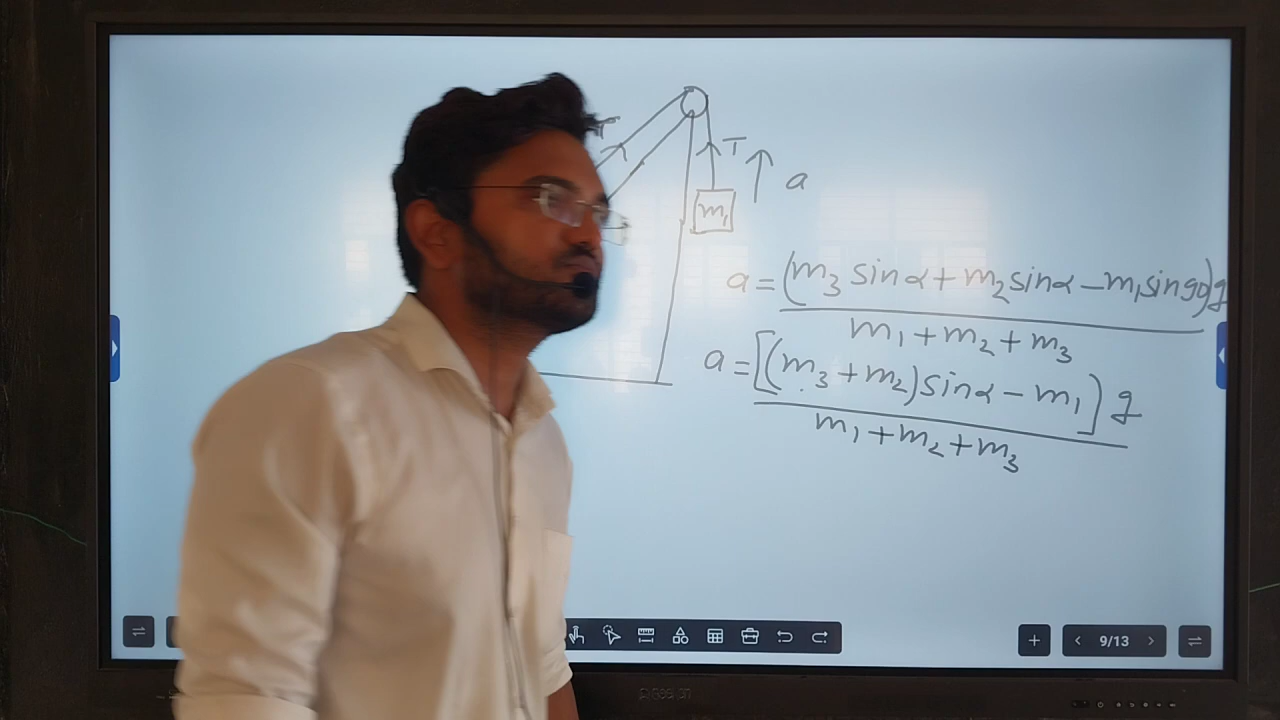 T
T
a
m₁
a = (m₃ sinα + m₂ sinα - m₁ sin90)g
m₁ + m₂ + m₃
a = [(m₃ + m₂) sinα - m₁] g
m₁ + m₂ + m₃
9/13